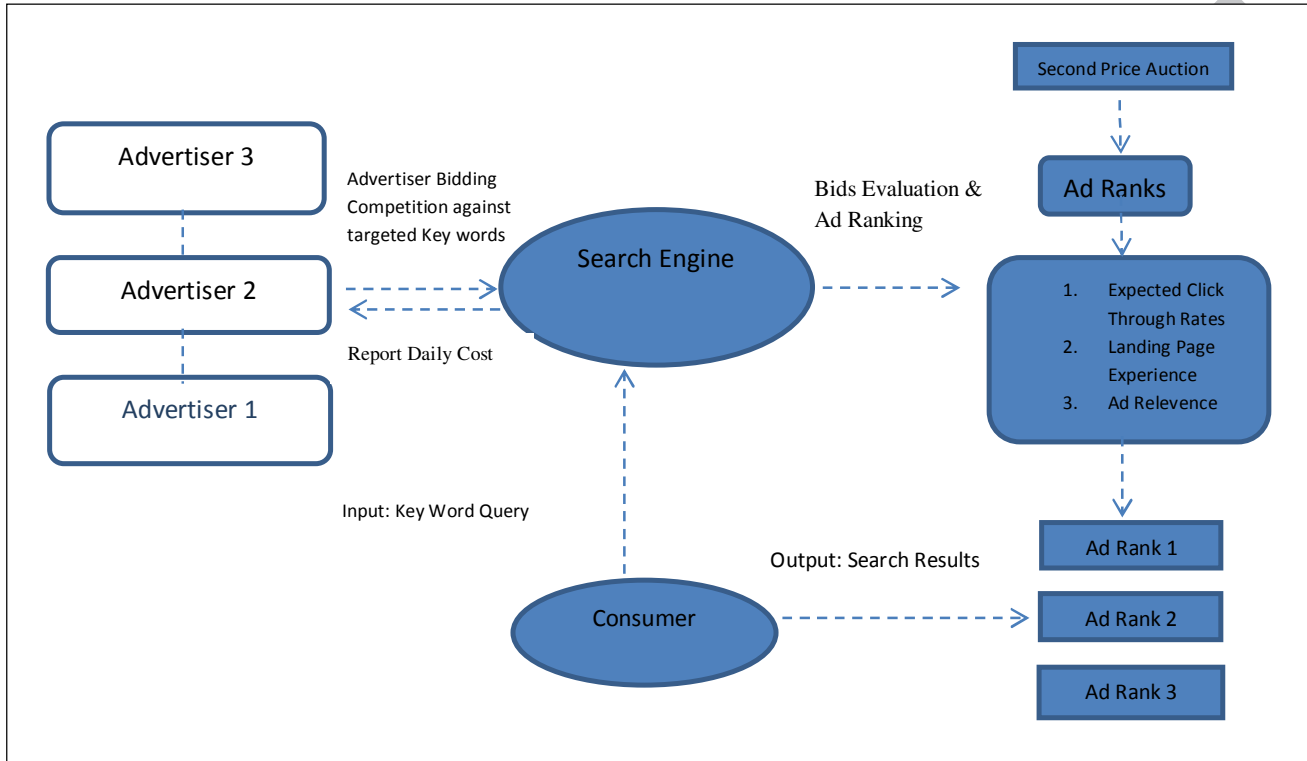 Second Price Auction
Advertiser 3
Advertiser Bidding
Competition against
targeted Key words
Bids Evaluation &
Ad Ranking
Ad Ranks
Search Engine
Advertiser 2
1. Expected Click
Through Rates
2. Landing Page
Experience
3. Ad Relevence
Report Daily Cost
Advertiser 1
Input: Key Word Query
Output: Search Results
Ad Rank 1
Consumer
Ad Rank 2
Ad Rank 3